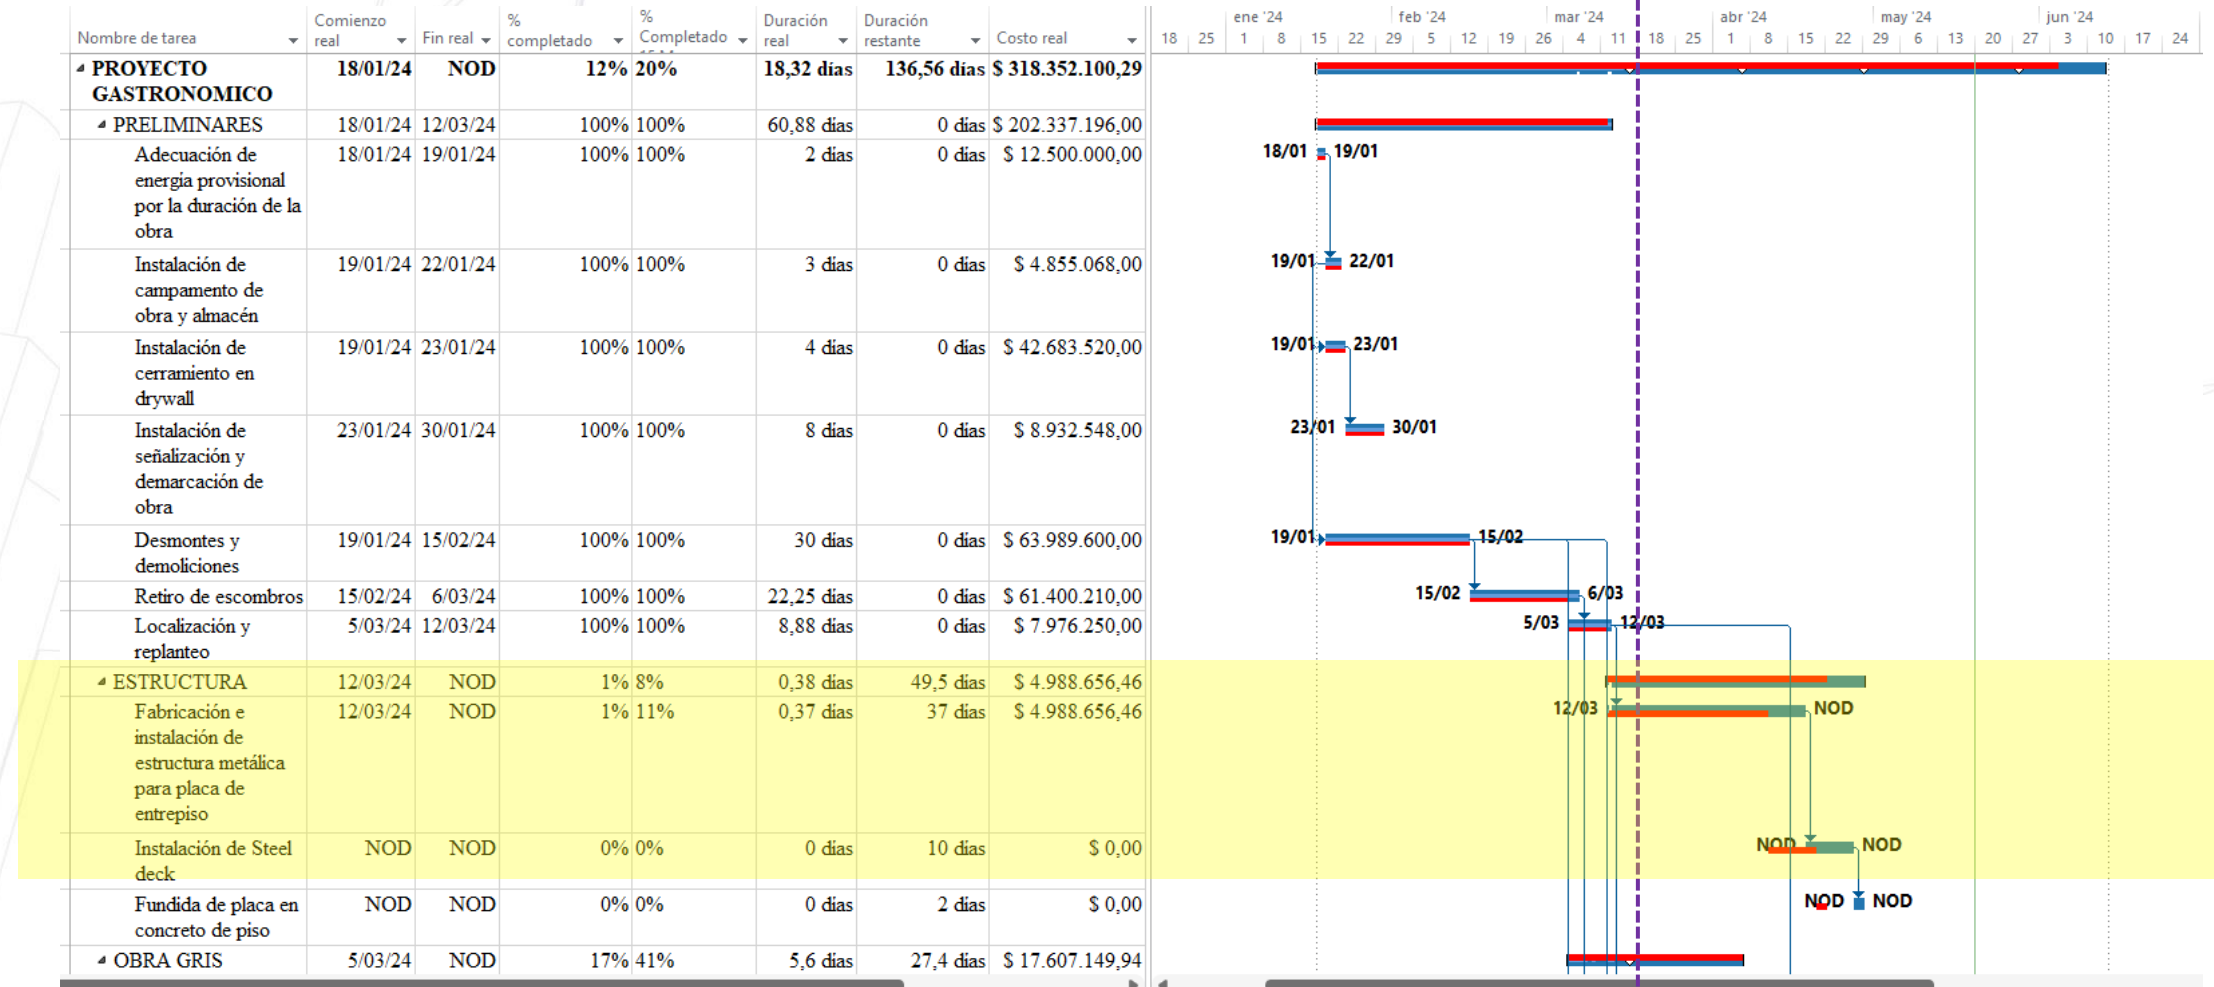 Nombre de tarea
Comienzo real
Fin real
% completado
% Completado
Duración real
Duración restante
Costo real
ene '24 feb '24 mar '24 abr '24 may '24 jun '24
18 25 1 8 15 22 29 5 12 19 26 4 11 18 25 1 8 15 22 29 6 13 20 27 3 10 17 24
PROYECTO GASTRONOMICO 18/01/24 NOD 12% 20% 18,32 días 136,56 días $ 318.352.100,29
PRELIMINARES 18/01/24 12/03/24 100% 100% 60,88 días 0 días $ 202.337.196,00
Adecuación de energía provisional por la duración de la obra 18/01/24 19/01/24 100% 100% 2 días 0 días $ 12.500.000,00
18/01 19/01
Instalación de campamento de obra y almacén 19/01/24 22/01/24 100% 100% 3 días 0 días $ 4.855.068,00
19/01 22/01
Instalación de cerramiento en drywall 19/01/24 23/01/24 100% 100% 4 días 0 días $ 42.683.520,00
19/01 23/01
Instalación de señalización y demarcación de obra 23/01/24 30/01/24 100% 100% 8 días 0 días $ 8.932.548,00
23/01 30/01
Desmontes y demoliciones 19/01/24 15/02/24 100% 100% 30 días 0 días $ 63.989.600,00
19/01 15/02
Retiro de escombros 15/02/24 6/03/24 100% 100% 22,25 días 0 días $ 61.400.210,00
15/02 6/03
Localización y replanteo 5/03/24 12/03/24 100% 100% 8,88 días 0 días $ 7.976.250,00
5/03 12/03
ESTRUCTURA 12/03/24 NOD 1% 8% 0,38 días 49,5 días $ 4.988.656,46
Fabricación e instalación de estructura metálica para placa de entrepiso 12/03/24 NOD 1% 11% 0,37 días 37 días $ 4.988.656,46
12/03 NOD
Instalación de Steel deck NOD NOD 0% 0% 0 días 10 días $ 0,00
NOD NOD
Fundida de placa en concreto de piso NOD NOD 0% 0% 0 días 2 días $ 0,00
NOD NOD
OBRA GRIS 5/03/24 NOD 17% 41% 5,6 días 27,4 días $ 17.607.149,94